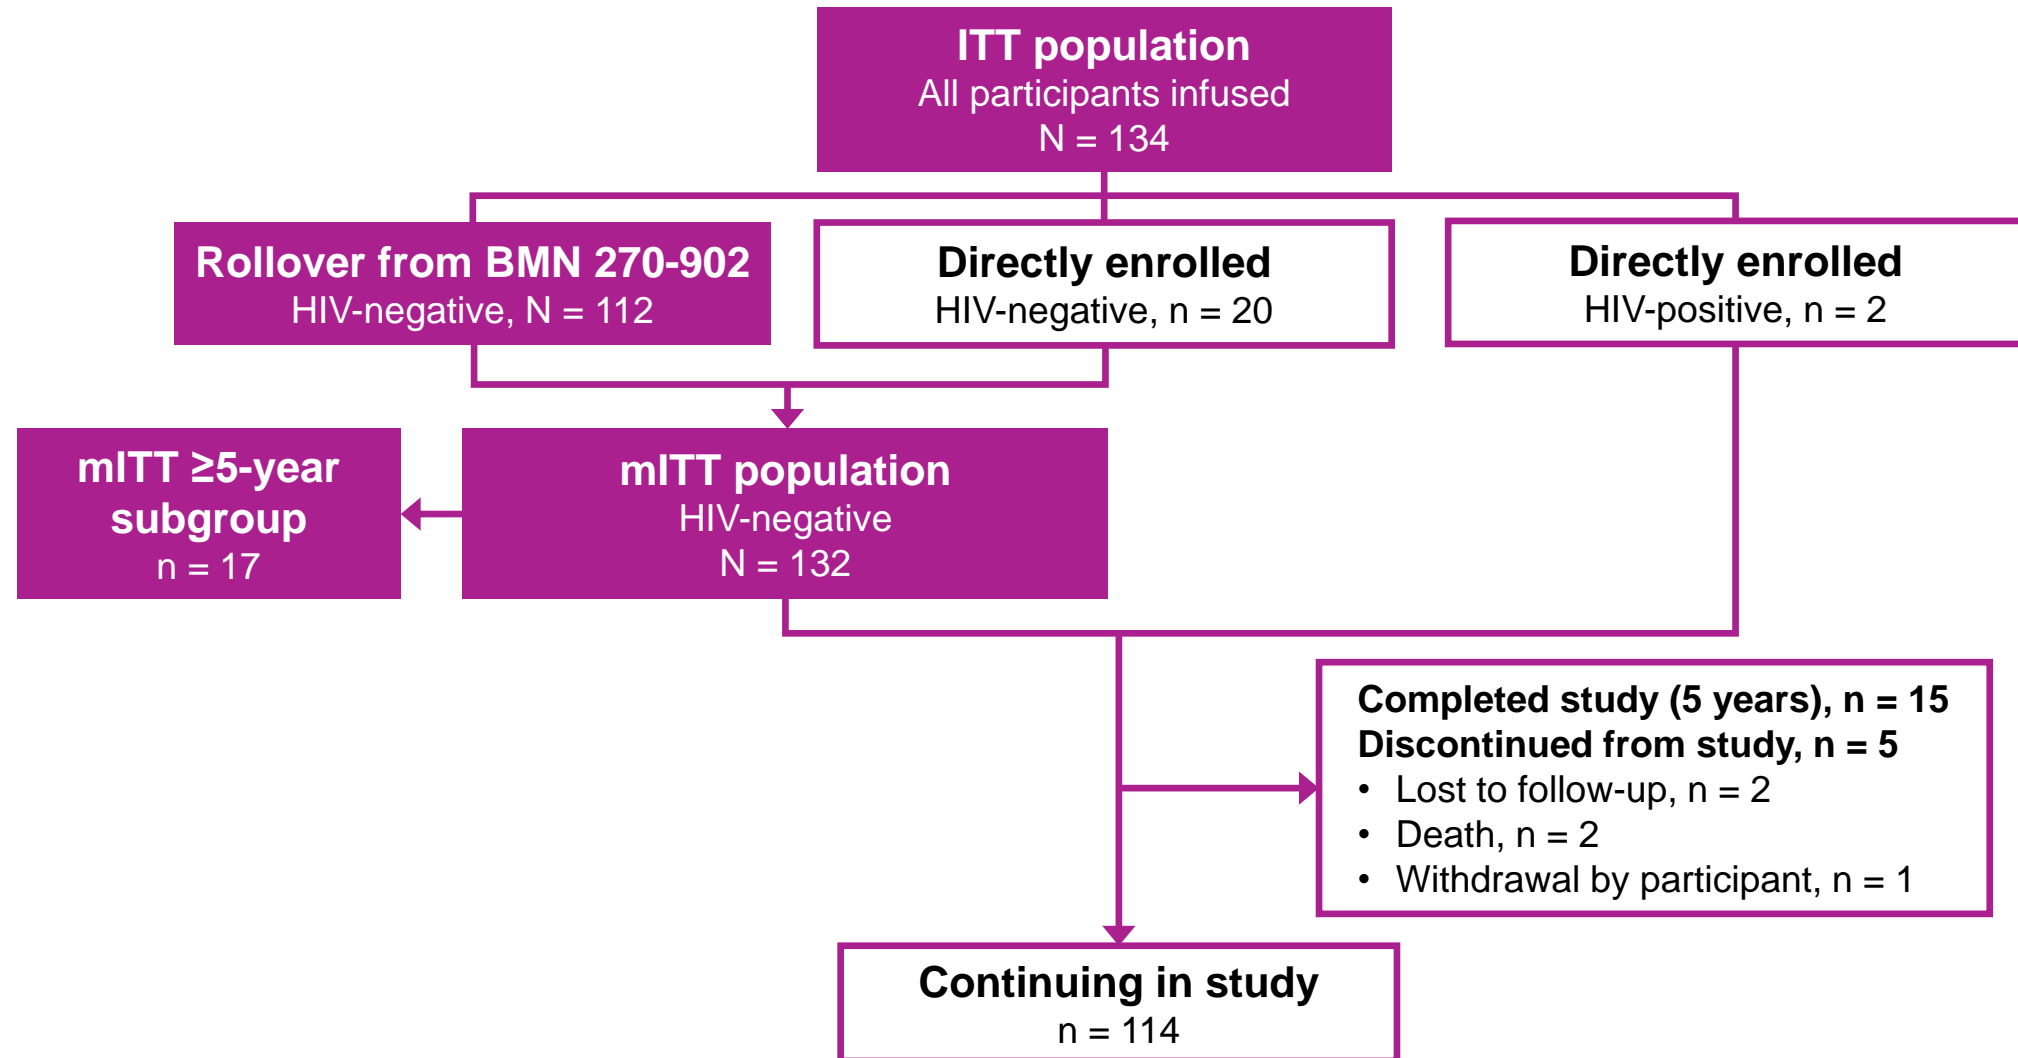 ITT population
All participants infused
N = 134
Rollover from BMN 270-902
HIV-negative, N = 112
Directly enrolled
HIV-negative, n = 20
Directly enrolled
HIV-positive, n = 2
mITT ≥5-year
subgroup
n = 17
mITT population
HIV-negative
N = 132
Completed study (5 years), n = 15
Discontinued from study, n = 5
• Lost to follow-up, n = 2
• Death, n = 2
• Withdrawal by participant, n = 1
Continuing in study
n = 114